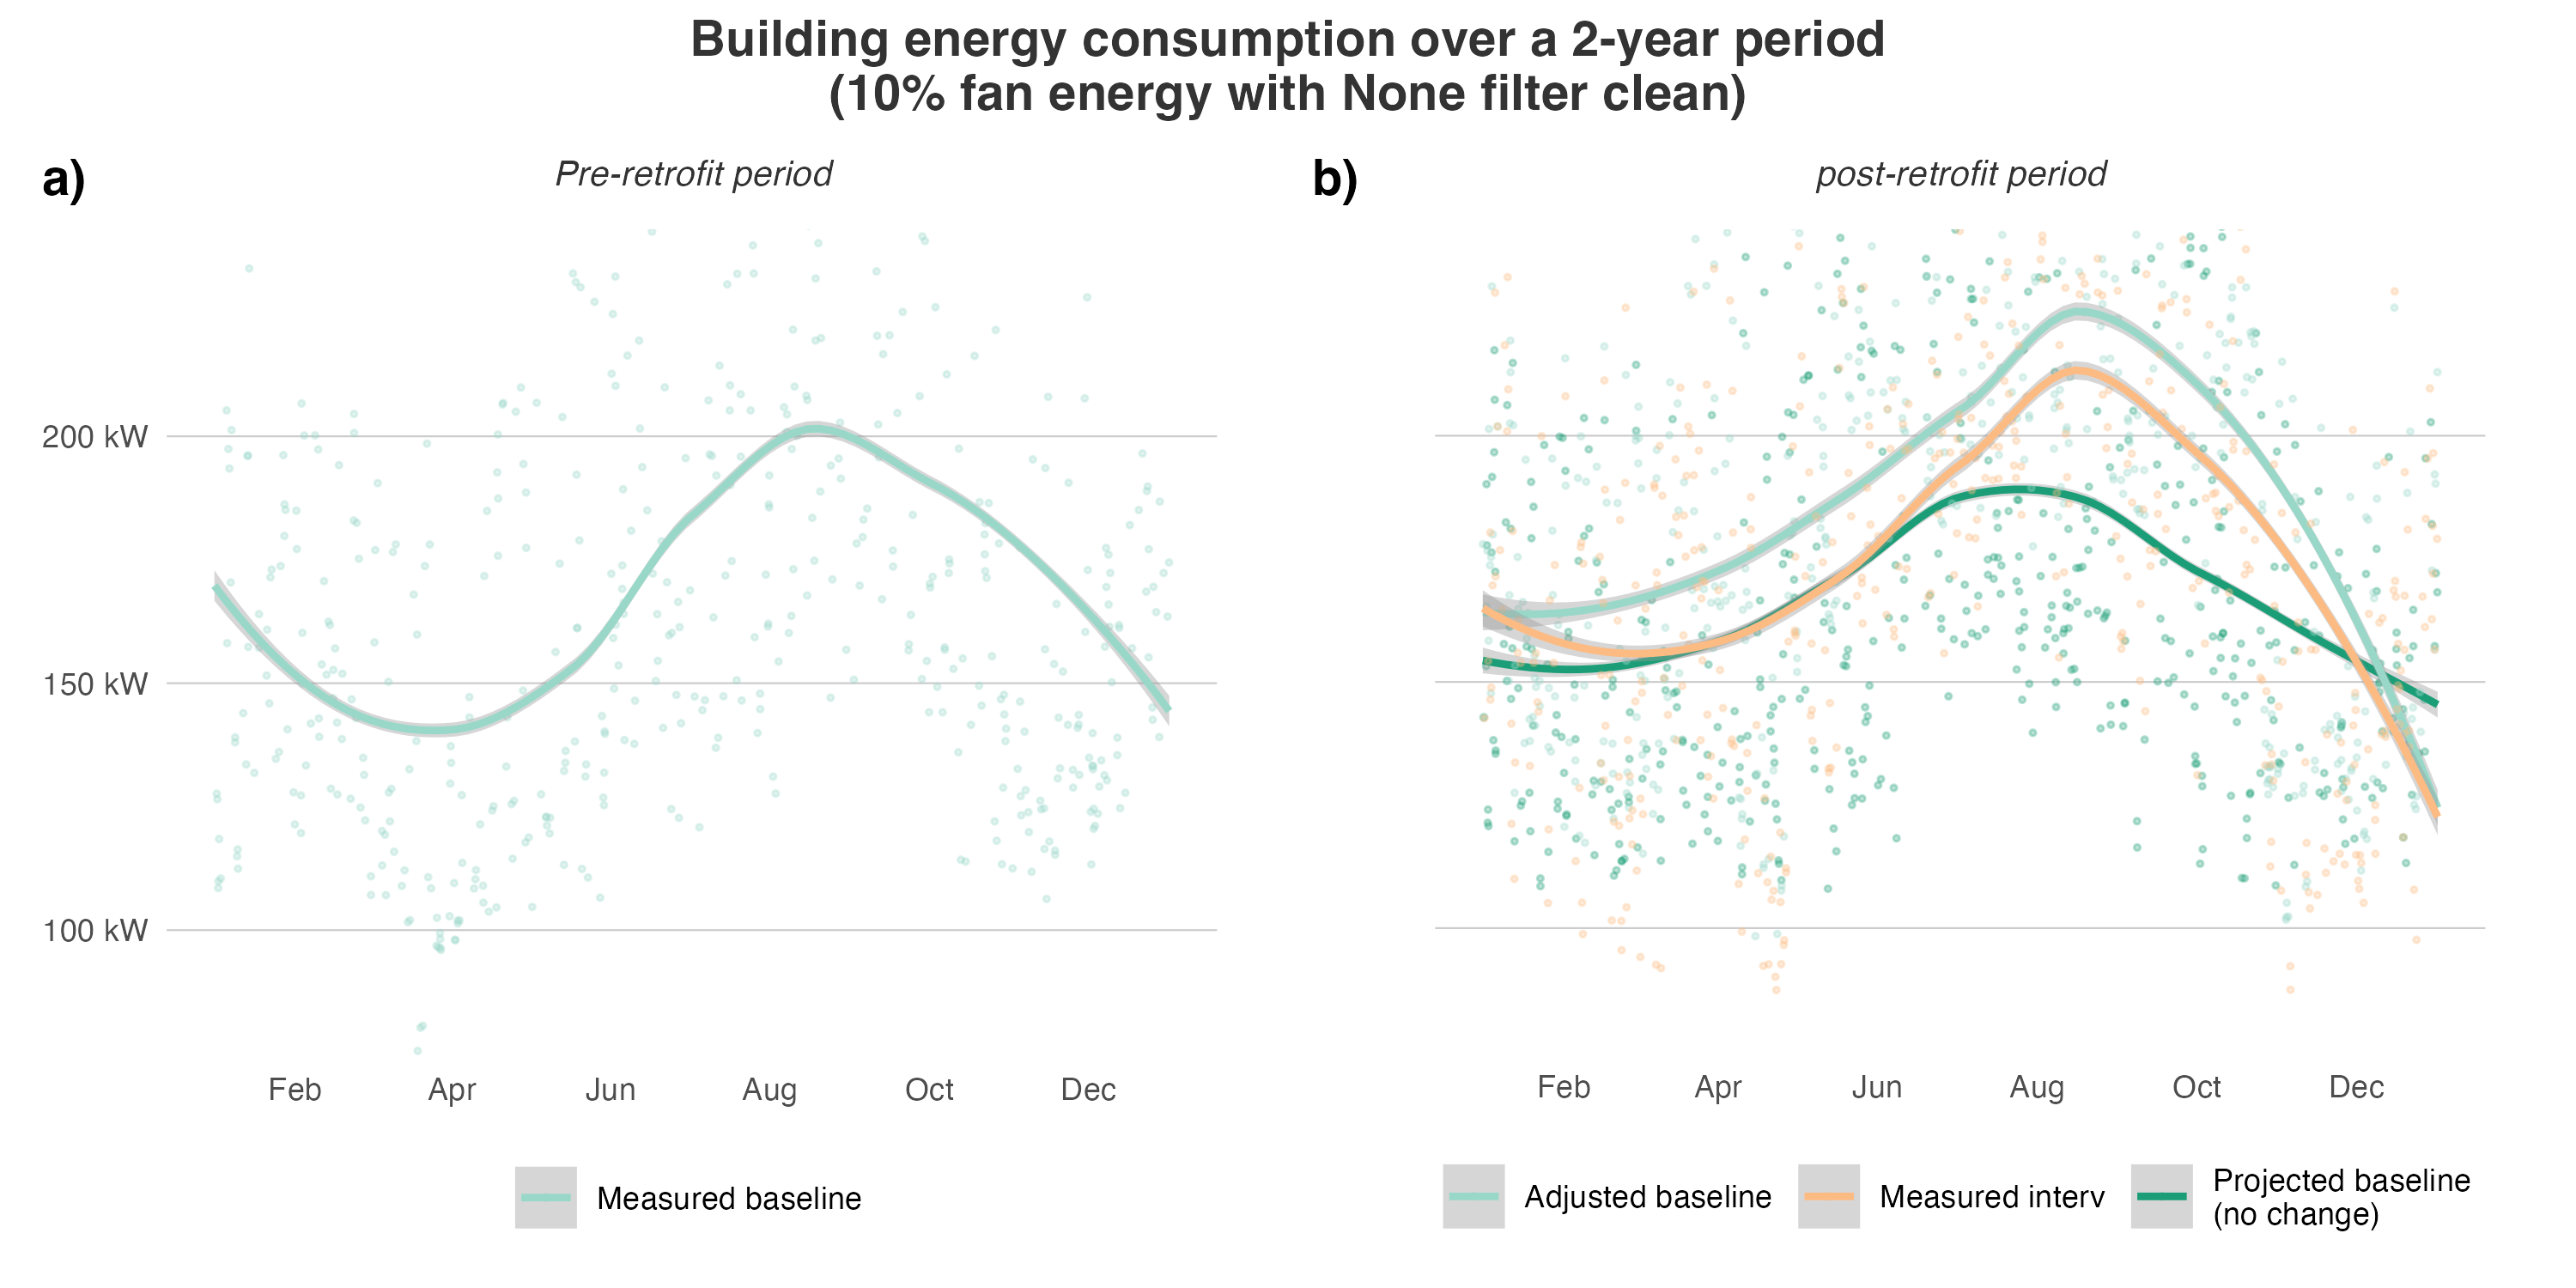 Building energy consumption over a 2-year period
(10% fan energy with None filter clean)
a)
Pre-retrofit period
200 kW
150 kW
100 kW
Feb Apr Jun Aug Oct Dec
Measured baseline
b)
post-retrofit period
Feb Apr Jun Aug Oct Dec
Adjusted baseline
Measured interv
Projected baseline
(no change)